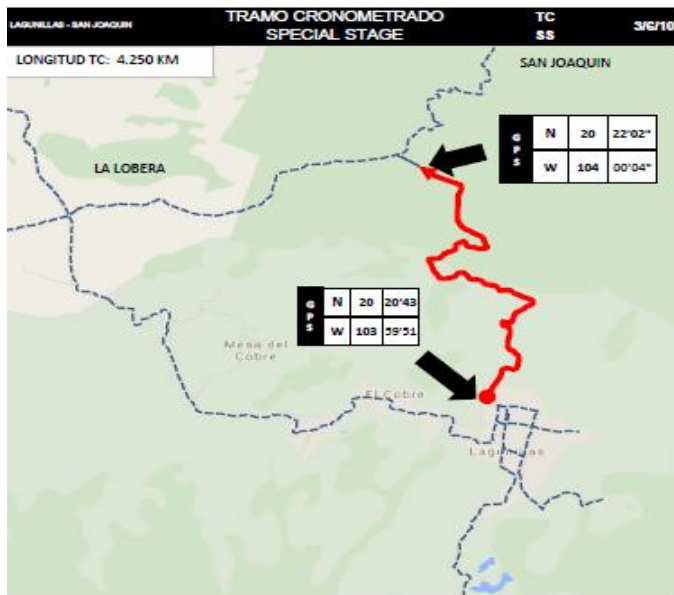 LAGUNILLAS - SAN JOAQUIN
TRAMO CRONOMETRADO
SPECIAL STAGE
TC
SS
3/6/10
LONGITUD TC: 4.250 KM
SAN JOAQUIN
GPS
N 20 22'02"
W 104 00'04"
LA LOBERA
GPS
N 20 20'43
W 103 59'51
Mesa del
Cobre
El Cobre
Lagunillas